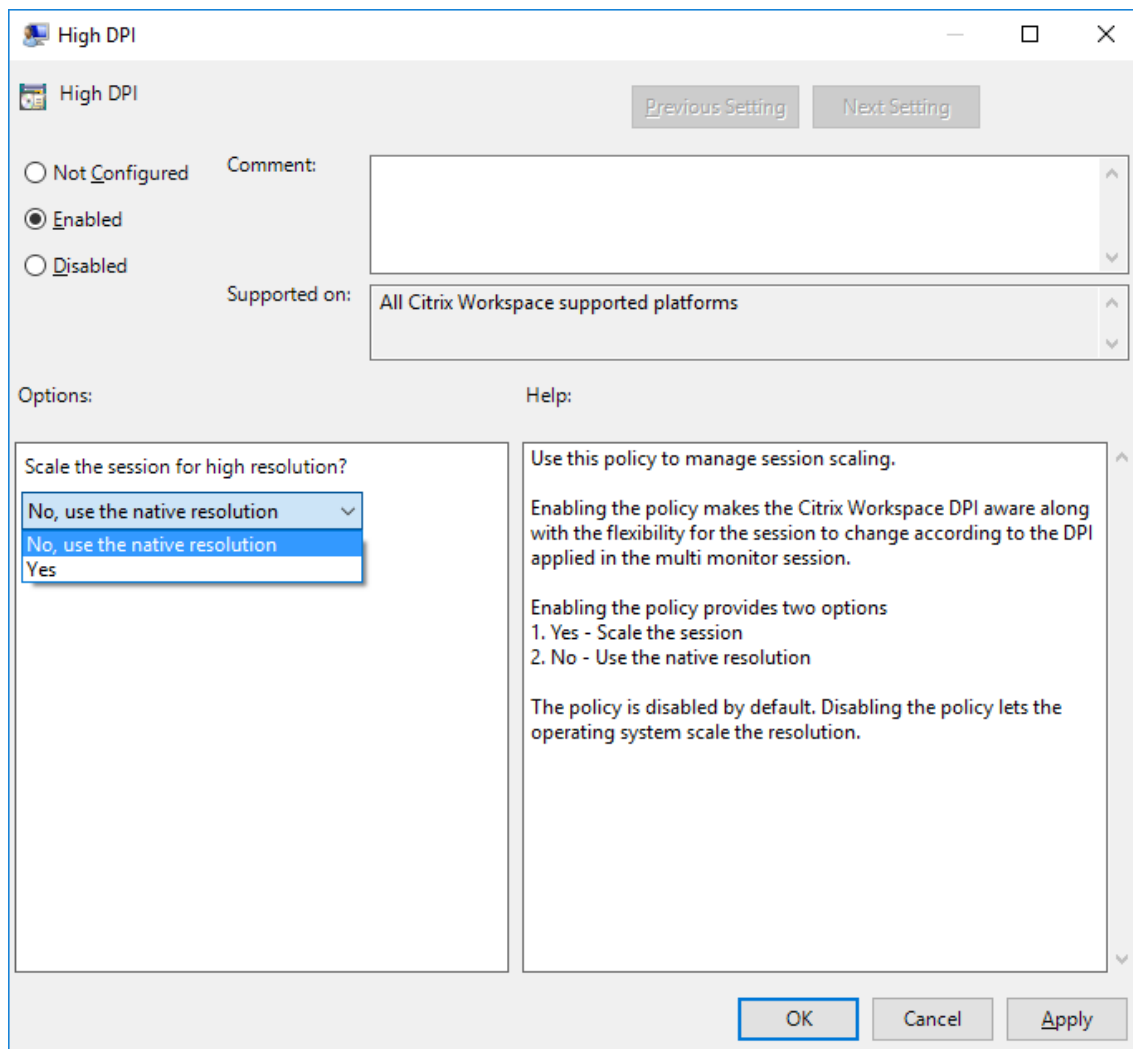 High DPI
High DPI
Previous Setting
Next Setting
Not Configured
Enabled
Disabled
Comment:
Supported on:
All Citrix Workspace supported platforms
Options:
Help:
Scale the session for high resolution?
No, use the native resolution
No, use the native resolution
Yes
Use this policy to manage session scaling.
Enabling the policy makes the Citrix Workspace DPI aware along
with the flexibility for the session to change according to the DPI
applied in the multi monitor session.
Enabling the policy provides two options
1. Yes - Scale the session
2. No - Use the native resolution
The policy is disabled by default. Disabling the policy lets the
operating system scale the resolution.
OK
Cancel
Apply